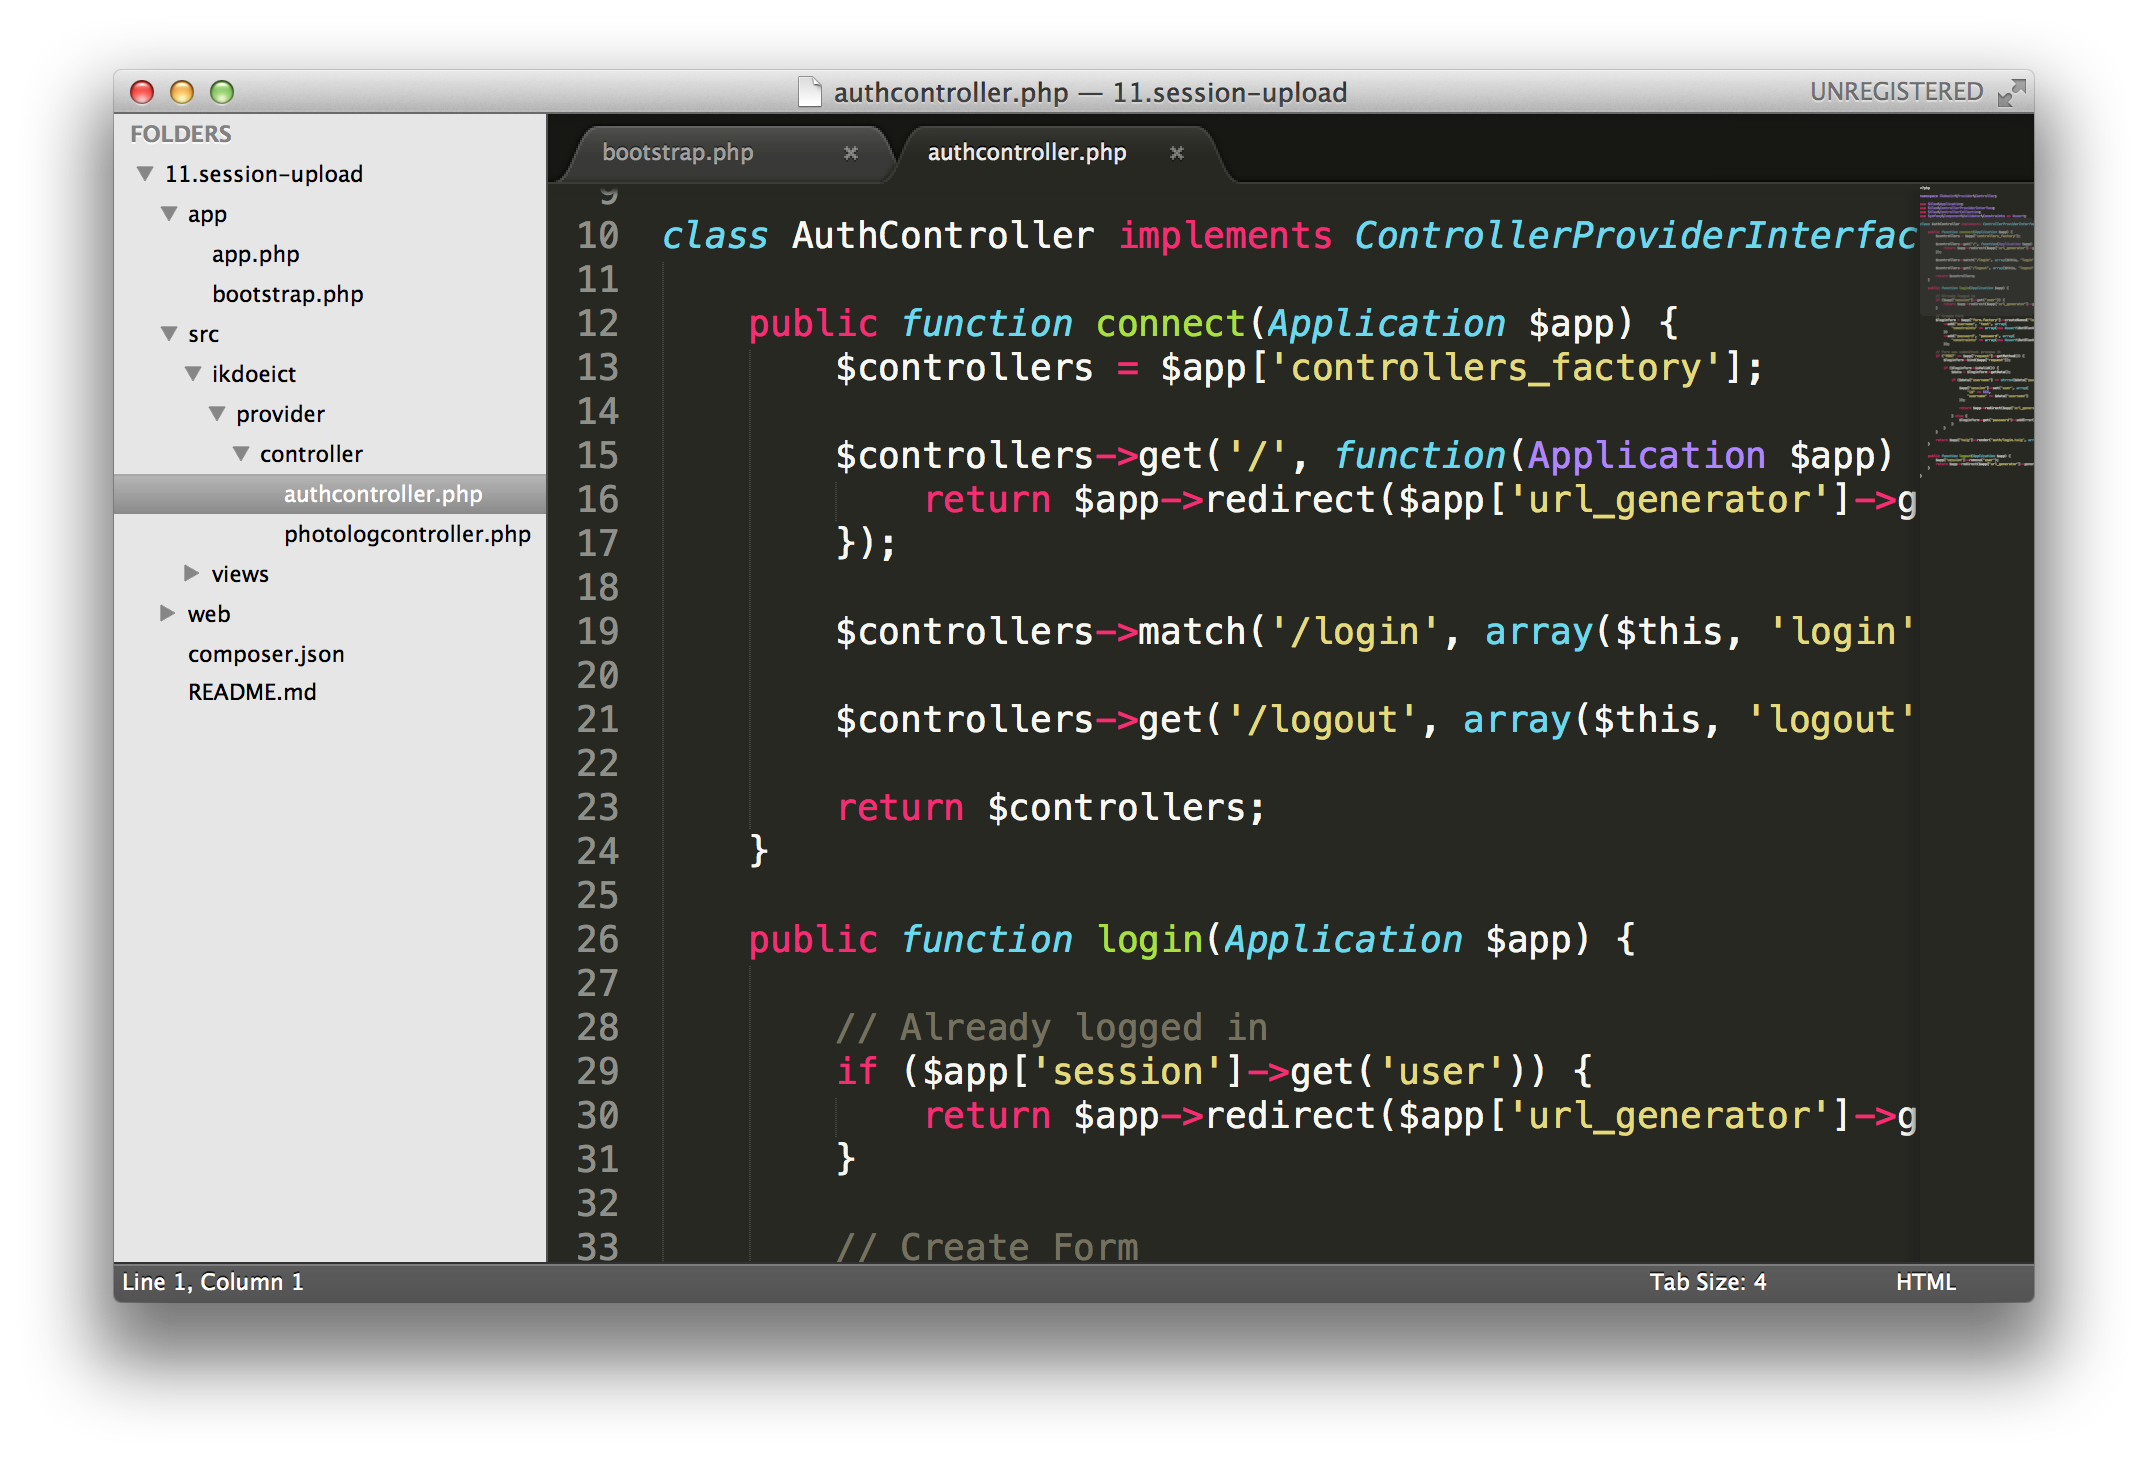 authcontroller.php — 11.session-upload
UNREGISTERED
FOLDERS
11.session-upload
app
app.php
bootstrap.php
src
ikdoeict
provider
controller
authcontroller.php
photologcontroller.php
views
web
composer.json
README.md
bootstrap.php ×
authcontroller.php ×
9
10 class AuthController implements ControllerProviderInterfac
11
12 public function connect(Application $app) {
13 $controllers = $app['controllers_factory'];
14
15 $controllers->get('/', function(Application $app)
16 return $app->redirect($app['url_generator']->g
17 });
18
19 $controllers->match('/login', array($this, 'login'
20
21 $controllers->get('/logout', array($this, 'logout'
22
23 return $controllers;
24 }
25
26 public function login(Application $app) {
27
28 // Already logged in
29 if ($app['session']->get('user')) {
30 return $app->redirect($app['url_generator']->g
31 }
32
33 // Create Form
Line 1, Column 1
Tab Size: 4
HTML